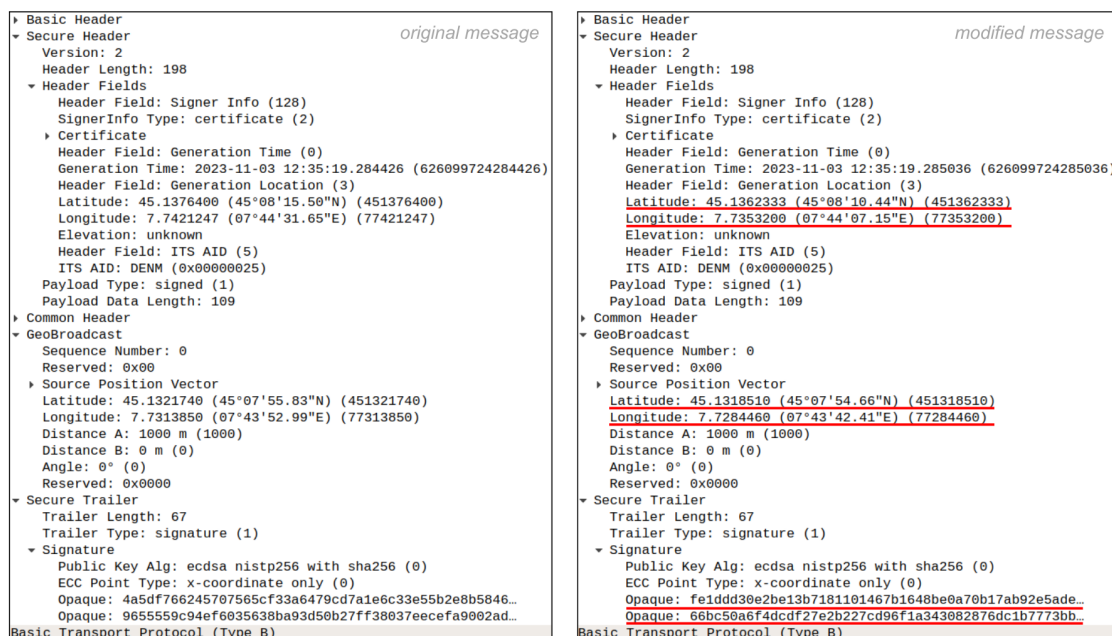 original message
Basic Header
Secure Header
Version: 2
Header Length: 198
Header Fields
Header Field: Signer Info (128)
SignerInfo Type: certificate (2)
Certificate
Header Field: Generation Time (0)
Generation Time: 2023-11-03 12:35:19.284426 (626099724284426)
Header Field: Generation Location (3)
Latitude: 45.1376400 (45°08'15.50"N) (451376400)
Longitude: 7.7421247 (07°44'31.65"E) (77421247)
Elevation: unknown
Header Field: ITS AID (5)
ITS AID: DENM (0x00000025)
Payload Type: signed (1)
Payload Data Length: 109
Common Header
GeoBroadcast
Sequence Number: 0
Reserved: 0x00
Source Position Vector
Latitude: 45.1321740 (45°07'55.83"N) (451321740)
Longitude: 7.7313850 (07°43'52.99"E) (77313850)
Distance A: 1000 m (1000)
Distance B: 0 m (0)
Angle: 0° (0)
Reserved: 0x0000
Secure Trailer
Trailer Length: 67
Trailer Type: signature (1)
Signature
Public Key Alg: ecdsa nistp256 with sha256 (0)
ECC Point Type: x-coordinate only (0)
Opaque: 4a5df766245707565cf33a6479cd7a1e6c33e55b2e8b5846…
Opaque: 9655559c94ef6035638ba93d50b27ff38037eecefa9002ad…
Basic Transport Protocol (Type B)
modified message
Basic Header
Secure Header
Version: 2
Header Length: 198
Header Fields
Header Field: Signer Info (128)
SignerInfo Type: certificate (2)
Certificate
Header Field: Generation Time (0)
Generation Time: 2023-11-03 12:35:19.285036 (626099724285036)
Header Field: Generation Location (3)
Latitude: 45.1362333 (45°08'10.44"N) (451362333)
Longitude: 7.7353200 (07°44'07.15"E) (77353200)
Elevation: unknown
Header Field: ITS AID (5)
ITS AID: DENM (0x00000025)
Payload Type: signed (1)
Payload Data Length: 109
Common Header
GeoBroadcast
Sequence Number: 0
Reserved: 0x00
Source Position Vector
Latitude: 45.1318510 (45°07'54.66"N) (451318510)
Longitude: 7.7284460 (07°43'42.41"E) (77284460)
Distance A: 1000 m (1000)
Distance B: 0 m (0)
Angle: 0° (0)
Reserved: 0x0000
Secure Trailer
Trailer Length: 67
Trailer Type: signature (1)
Signature
Public Key Alg: ecdsa nistp256 with sha256 (0)
ECC Point Type: x-coordinate only (0)
Opaque: fe1ddd30e2be13b7181101467b1648be0a70b17ab92e5ade…
Opaque: 66bc50a6f4dcdf27e2b227cd96f1a343082876dc1b7773bb…
Basic Transport Protocol (Type B)